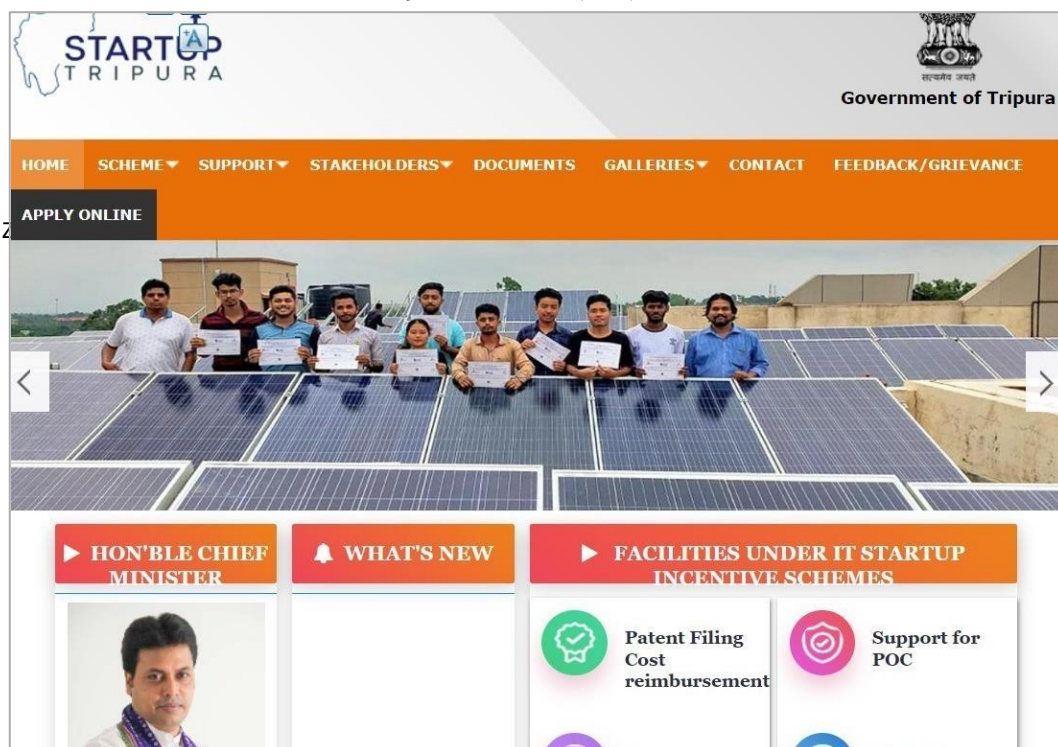 STARTUP
TRIPURA
सत्यमेव जयते
Government of Tripura
HOME SCHEME SUPPORT STAKEHOLDERS DOCUMENTS GALLERIES CONTACT FEEDBACK/GRIEVANCE
APPLY ONLINE
HON'BLE CHIEF
MINISTER
WHAT'S NEW
FACILITIES UNDER IT STARTUP
INCENTIVE SCHEMES
Patent Filing
Cost
reimbursement
Support for
POC